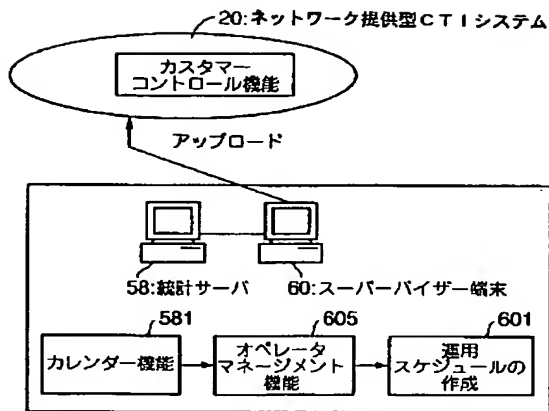 20:ネットワーク提供型CTIシステム
カスタマー
コントロール機能
アップロード
58:統計サーバ
60:スーパーバイザー端末
581
605
601
カレンダー機能
オペレータ
マネージメント
機能
運用
スケジュールの
作成